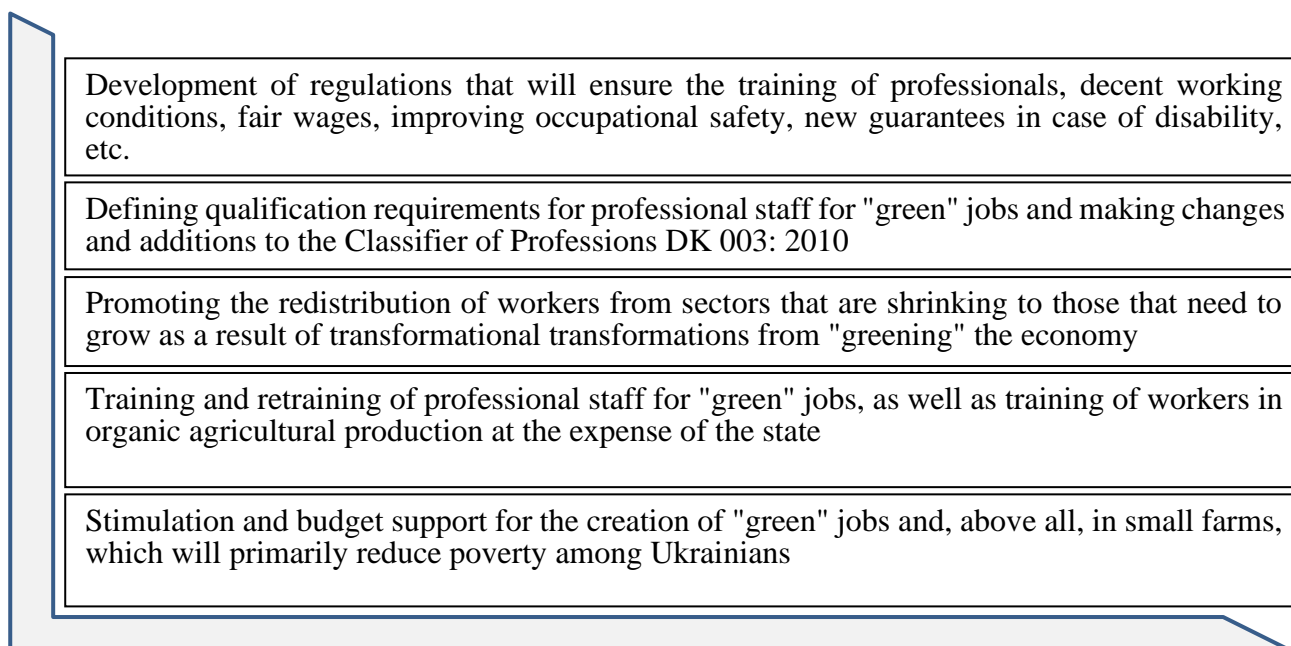 Development of regulations that will ensure the training of professionals, decent working
conditions, fair wages, improving occupational safety, new guarantees in case of disability,
etc.
Defining qualification requirements for professional staff for "green" jobs and making changes
and additions to the Classifier of Professions DK 003: 2010
Promoting the redistribution of workers from sectors that are shrinking to those that need to
grow as a result of transformational transformations from "greening" the economy
Training and retraining of professional staff for "green" jobs, as well as training of workers in
organic agricultural production at the expense of the state
Stimulation and budget support for the creation of "green" jobs and, above all, in small farms,
which will primarily reduce poverty among Ukrainians